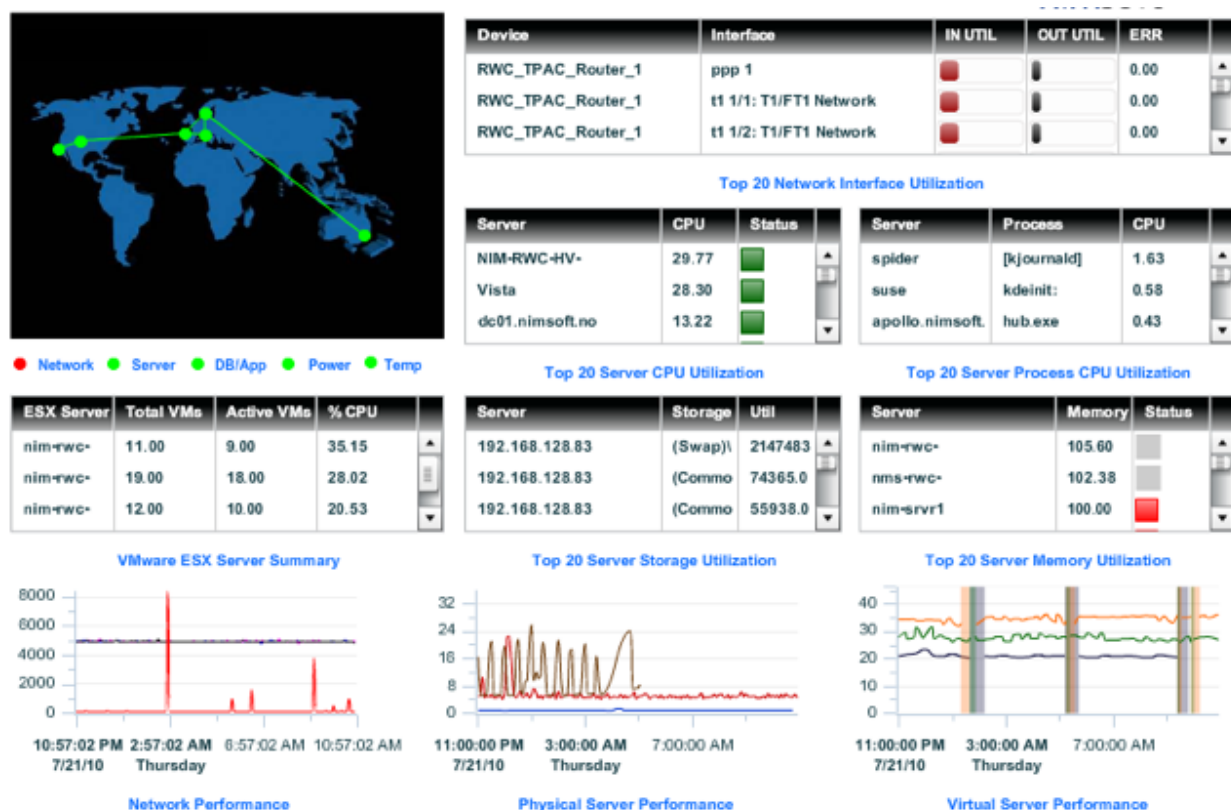 Device Interface IN UTIL OUT UTIL ERR
RWC_TPAC_Router_1 ppp 1 0.00
RWC_TPAC_Router_1 t1 1/1: T1/FT1 Network 0.00
RWC_TPAC_Router_1 t1 1/2: T1/FT1 Network 0.00
Top 20 Network Interface Utilization
Server CPU Status
NIM-RWC-HV- 29.77
Vista 28.30
dc01.nimsoft.no 13.22
Top 20 Server CPU Utilization
Server Process CPU
spider [kjournald] 1.63
suse kdeinit: 0.58
apollo.nimsoft. hub.exe 0.43
Top 20 Server Process CPU Utilization
Network Server DB/App Power Temp
ESX Server Total VMs Active VMs % CPU
nim-rwc- 11.00 9.00 35.15
nim-rwc- 19.00 18.00 28.02
nim-rwc- 12.00 10.00 20.53
VMware ESX Server Summary
Server Storage Util
192.168.128.83 (Swap)\ 2147483
192.168.128.83 (Commo 74365.0
192.168.128.83 (Commo 55938.0
Top 20 Server Storage Utilization
Server Memory Status
nim-rwc- 105.60
nms-rwc- 102.38
nim-srvr1 100.00
Top 20 Server Memory Utilization
8000
6000
4000
2000
0
10:57:02 PM 2:57:02 AM 6:57:02 AM 10:57:02 AM
7/21/10 Thursday
Network Performance
32
24
16
8
0
11:00:00 PM 3:00:00 AM 7:00:00 AM
7/21/10 Thursday
Physical Server Performance
40
30
20
10
0
11:00:00 PM 3:00:00 AM 7:00:00 AM
7/21/10 Thursday
Virtual Server Performance